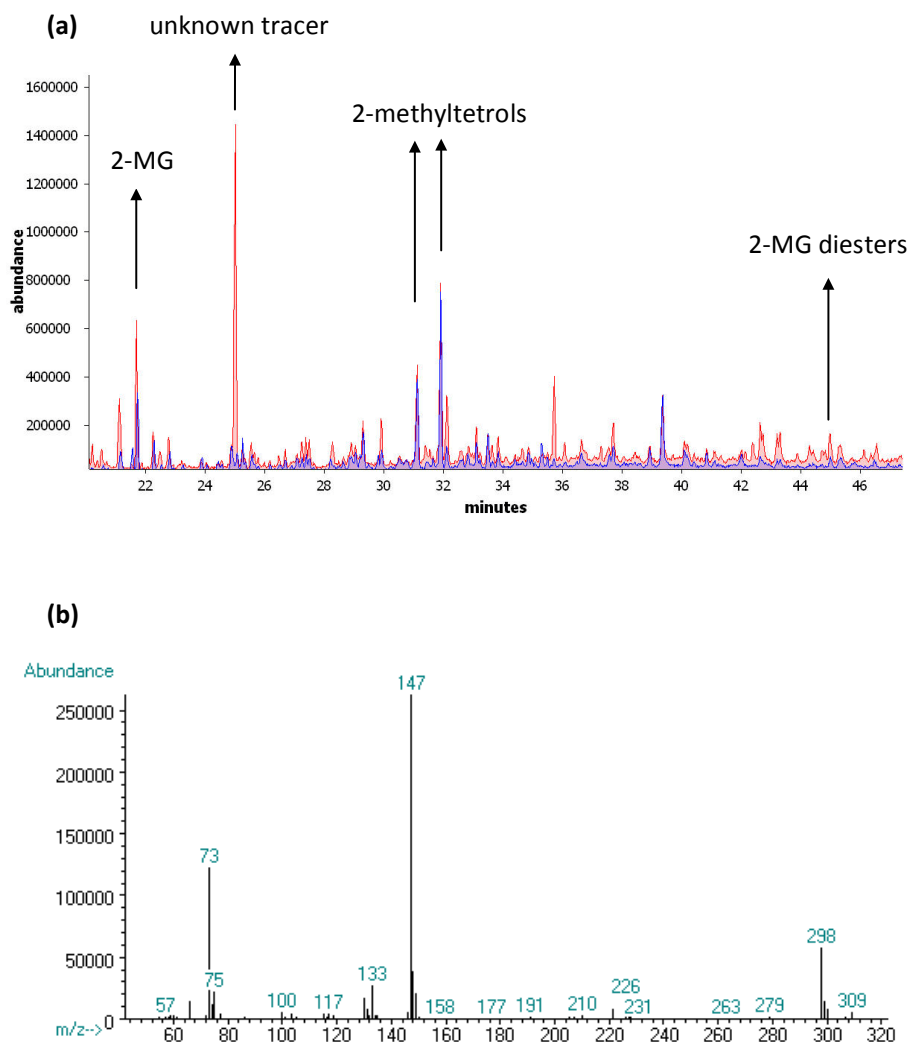 (a)
unknown tracer
2-methyltetrols
2-MG
2-MG diesters
abundance
1600000
1400000
1200000
1000000
800000
600000
400000
200000
22 24 26 28 30 32 34 36 38 40 42 44 46
minutes
(b)
Abundance
250000
200000
150000
100000
50000
0
147
73
75
57
100
117
133
158
177
191
210
226
231
263
279
298
309
m/z-->
60 80 100 120 140 160 180 200 220 240 260 280 300 320